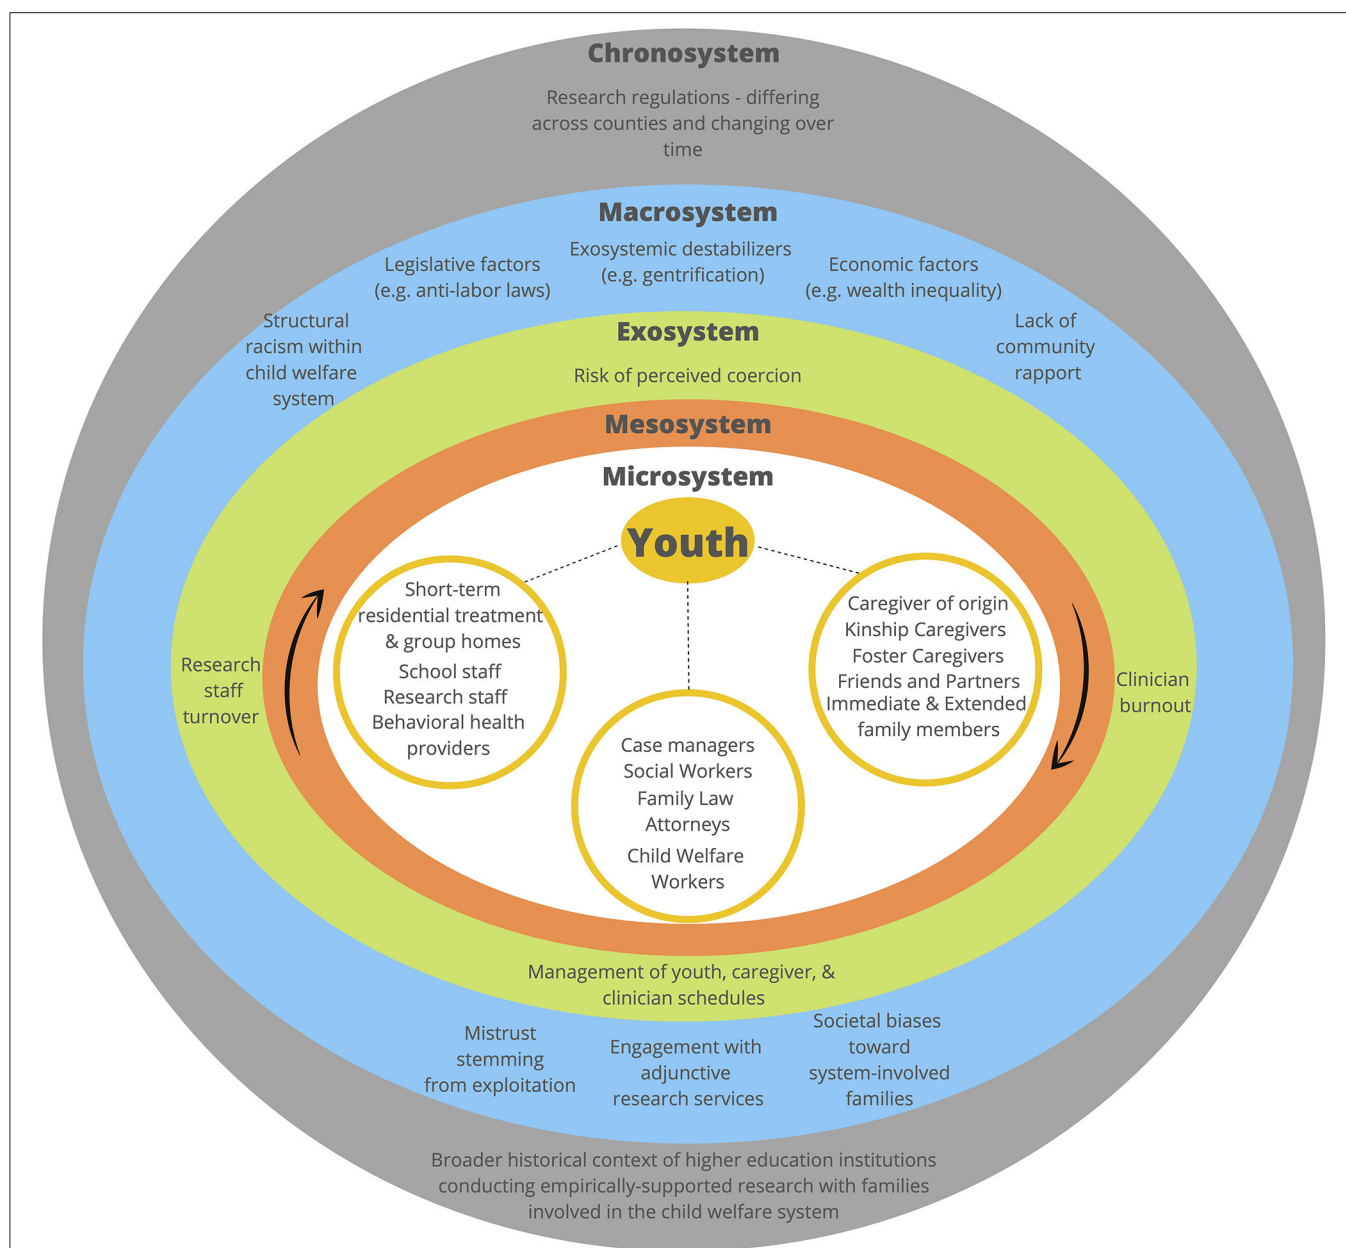 Chronosystem
Research regulations - differing
across counties and changing over
time
Macrosystem
Exosystemic destabilizers
(e.g. gentrification)
Legislative factors
(e.g. anti-labor laws)
Economic factors
(e.g. wealth inequality)
Structural
racism within
child welfare
system
Lack of
community
rapport
Exosystem
Risk of perceived coercion
Mesosystem
Microsystem
Youth
Short-term
residential treatment
& group homes
School staff
Research staff
Behavioral health
providers
Caregiver of origin
Kinship Caregivers
Foster Caregivers
Friends and Partners
Immediate & Extended
family members
Research
staff
turnover
Clinician
burnout
Case managers
Social Workers
Family Law
Attorneys
Child Welfare
Workers
Management of youth, caregiver, &
clinician schedules
Mistrust
stemming
from exploitation
Engagement with
adjunctive
research services
Societal biases
toward
system-involved
families
Broader historical context of higher education institutions
conducting empirically-supported research with families
involved in the child welfare system